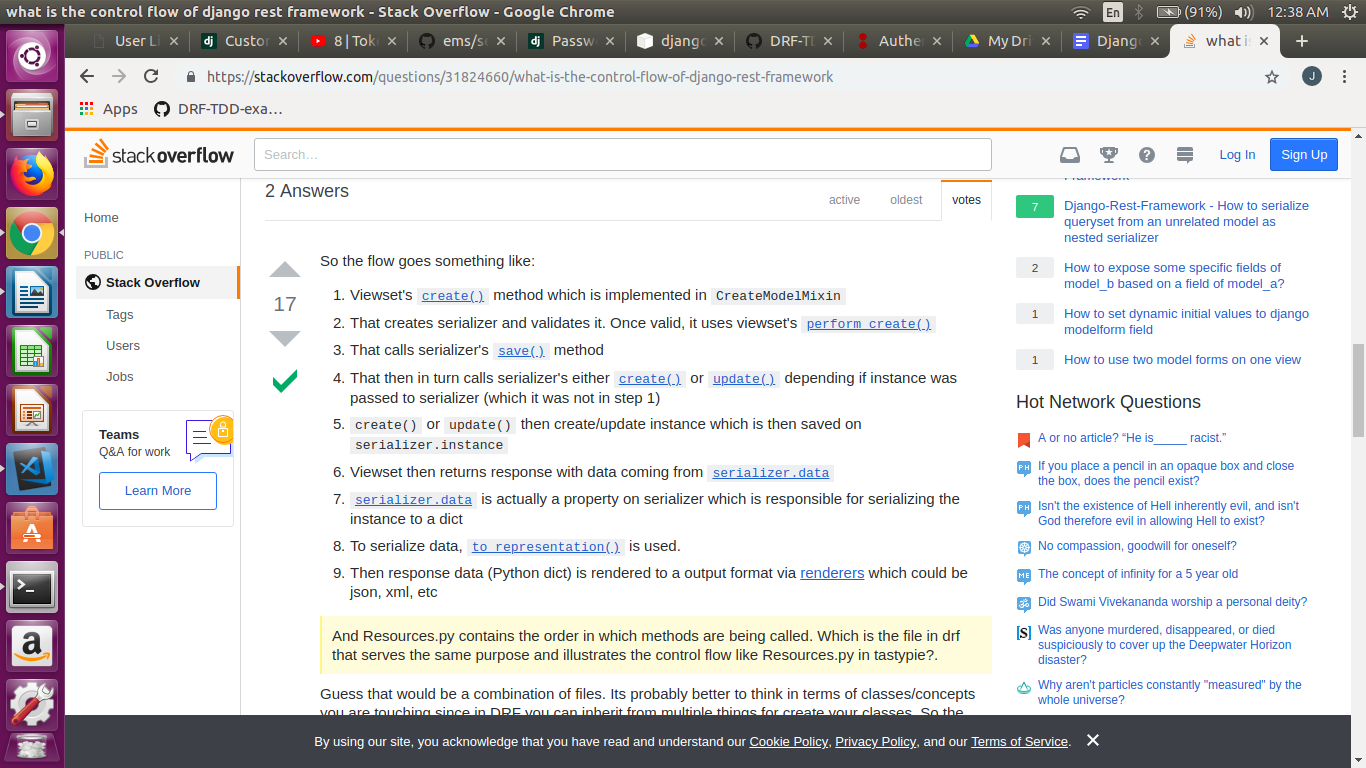 what is the control flow of django rest framework - Stack Overflow - Google Chrome
En
(91%)
12:38 AM
User Li
Custor
8 | Tok
ems/s
Passw
django
DRF-TD
Authe
My Dri
Djang
what is
https://stackoverflow.com/questions/31824660/what-is-the-control-flow-of-django-rest-framework
J
Apps
DRF-TDD-exa...
stackoverflow
Search...
Log In
Sign Up
Home
PUBLIC
Stack Overflow
Tags
Users
Jobs
Teams
Q&A for work
Learn More
2 Answers
active
oldest
votes
17
So the flow goes something like:
1. Viewset's create() method which is implemented in CreateModelMixin
2. That creates serializer and validates it. Once valid, it uses viewset's perform_create()
3. That calls serializer's save() method
4. That then in turn calls serializer's either create() or update() depending if instance was
passed to serializer (which it was not in step 1)
5. create() or update() then create/update instance which is then saved on
serializer.instance
6. Viewset then returns response with data coming from serializer.data
7. serializer.data is actually a property on serializer which is responsible for serializing the
instance to a dict
8. To serialize data, to_representation() is used.
9. Then response data (Python dict) is rendered to a output format via renderers which could be
json, xml, etc
And Resources.py contains the order in which methods are being called. Which is the file in drf
that serves the same purpose and illustrates the control flow like Resources.py in tastypie?.
Guess that would be a combination of files. Its probably better to think in terms of classes/concepts
you are touching since in DRF you can inherit from multiple things for create your classes. So the
Framework
7
Django-Rest-Framework - How to serialize
queryset from an unrelated model as
nested serializer
2
How to expose some specific fields of
model_b based on a field of model_a?
1
How to set dynamic initial values to django
modelform field
1
How to use two model forms on one view
Hot Network Questions
A or no article? “He is_____ racist.”
If you place a pencil in an opaque box and close
the box, does the pencil exist?
Isn't the existence of Hell inherently evil, and isn't
God therefore evil in allowing Hell to exist?
No compassion, goodwill for oneself?
The concept of infinity for a 5 year old
Did Swami Vivekananda worship a personal deity?
Was anyone murdered, disappeared, or died
suspiciously to cover up the Deepwater Horizon
disaster?
Why aren't particles constantly "measured" by the
whole universe?
By using our site, you acknowledge that you have read and understand our Cookie Policy, Privacy Policy, and our Terms of Service.